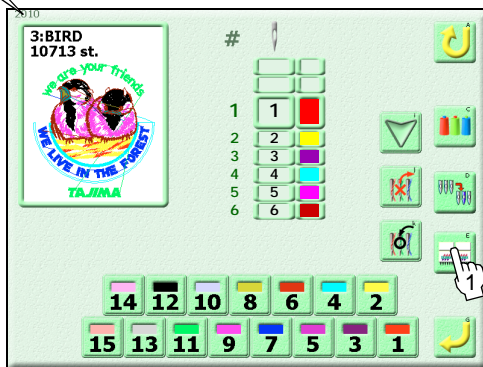 2010
3:BIRD
10713 st.
we are your friends
WE LIVE IN THE FOREST
TAJIMA
#
1 1
2 2
3 3
4 4
5 5
6 6
A
C
I
J
D
K
E
1
14 12 10 8 6 4 2
15 13 11 9 7 5 3 1
G